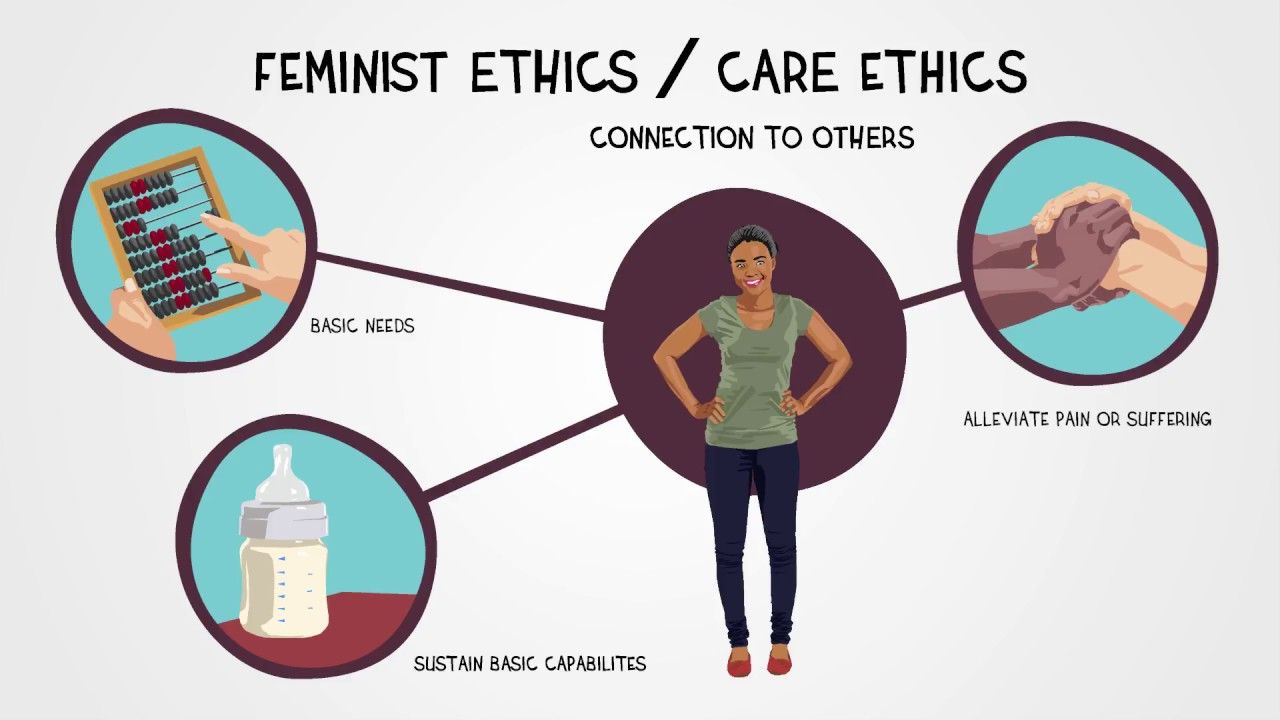 FEMINIST ETHICS / CARE ETHICS
CONNECTION TO OTHERS
BASIC NEEDS
ALLEVIATE PAIN OR SUFFERING
SUSTAIN BASIC CAPABILITES